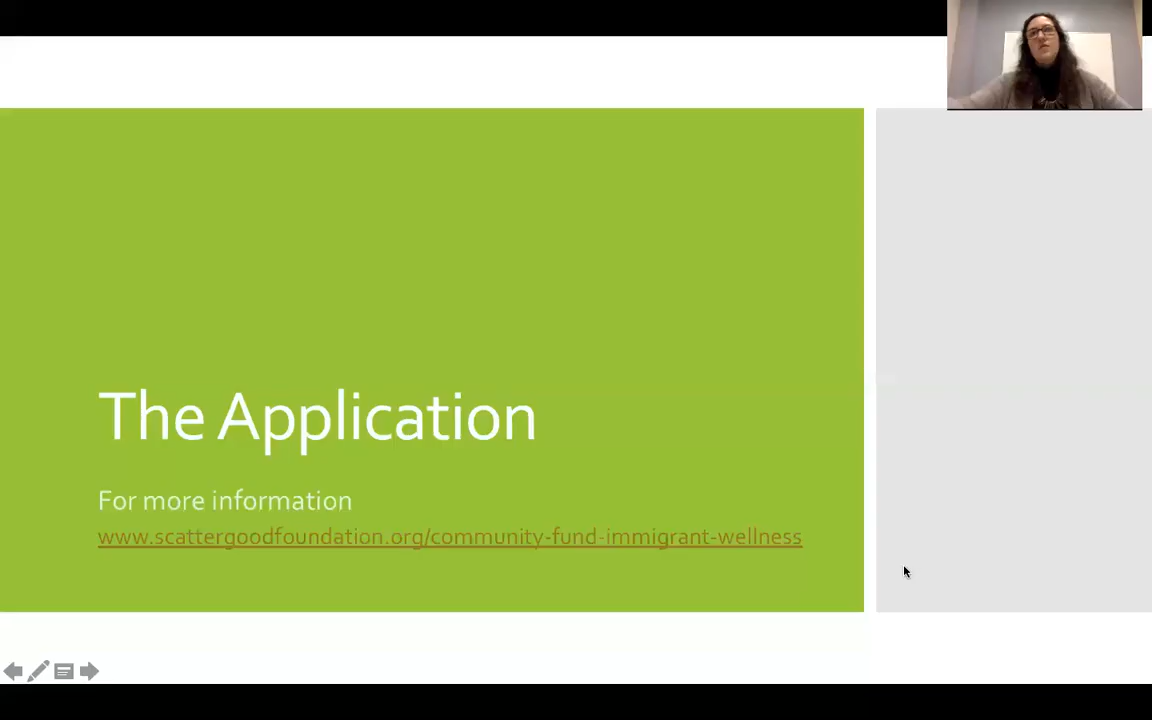 The Application
For more information
www.scattergoodfoundation.org/community-fund-immigrant-wellness